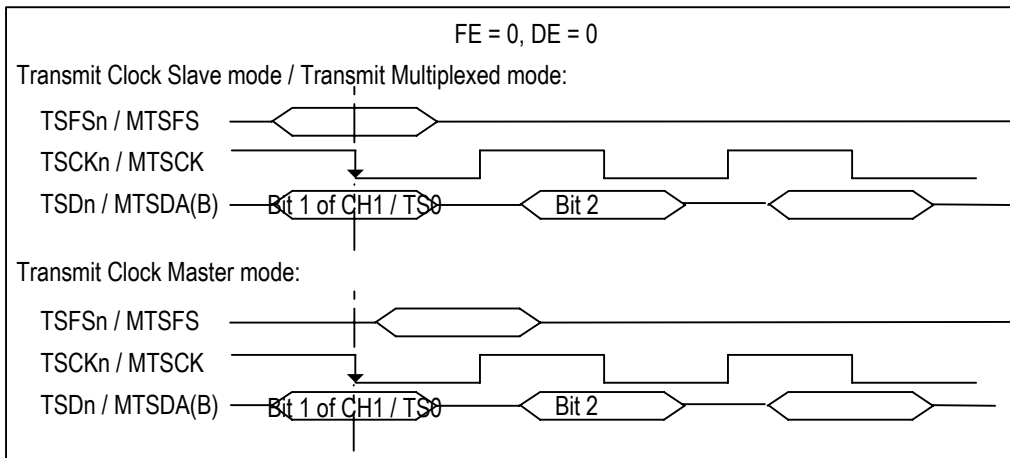 FE = 0, DE = 0
Transmit Clock Slave mode / Transmit Multiplexed mode:
TSFSn / MTSFS
TSCKn / MTSCK
TSDn / MTSDA(B) Bit 1 of CH1 / TS0 Bit 2
Transmit Clock Master mode:
TSFSn / MTSFS
TSCKn / MTSCK
TSDn / MTSDA(B) Bit 1 of CH1 / TS0 Bit 2